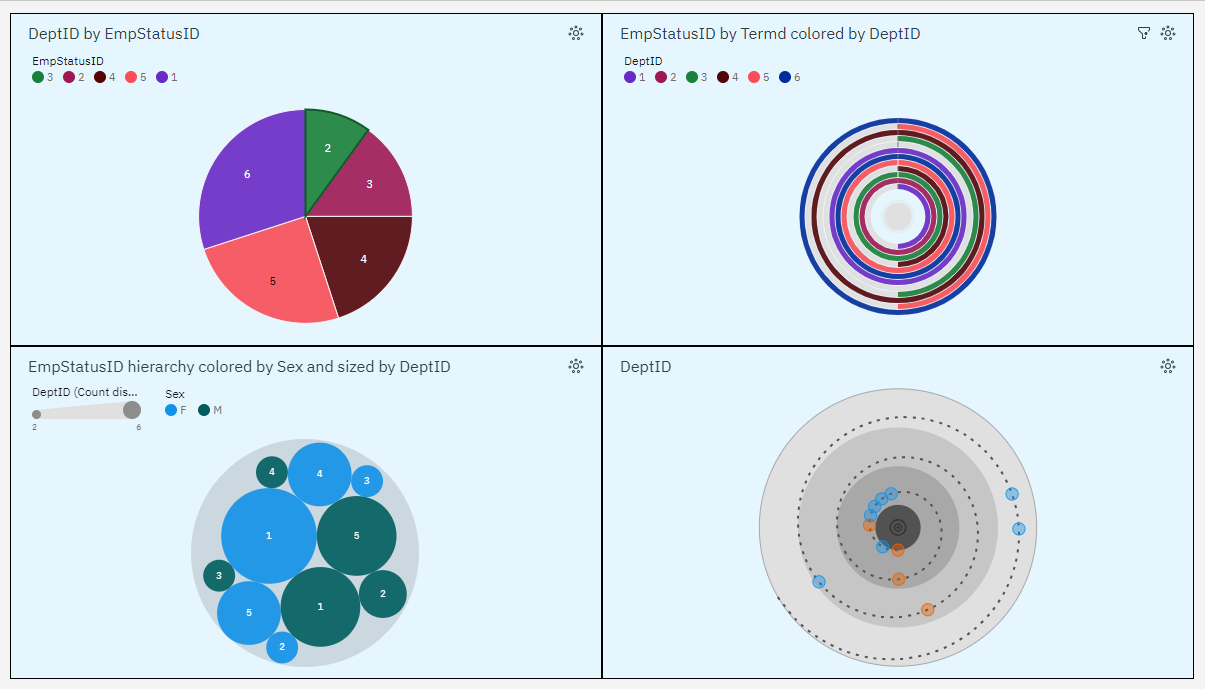 DeptID by EmpStatusID
EmpStatusID
3 2 4 5 1
2
3
6
4
5
EmpStatusID by Termd colored by DeptID
DeptID
1 2 3 4 5 6
EmpStatusID hierarchy colored by Sex and sized by DeptID
DeptID (Count dis...
2 6
Sex
F M
4
4
3
1
5
3
2
1
5
2
DeptID